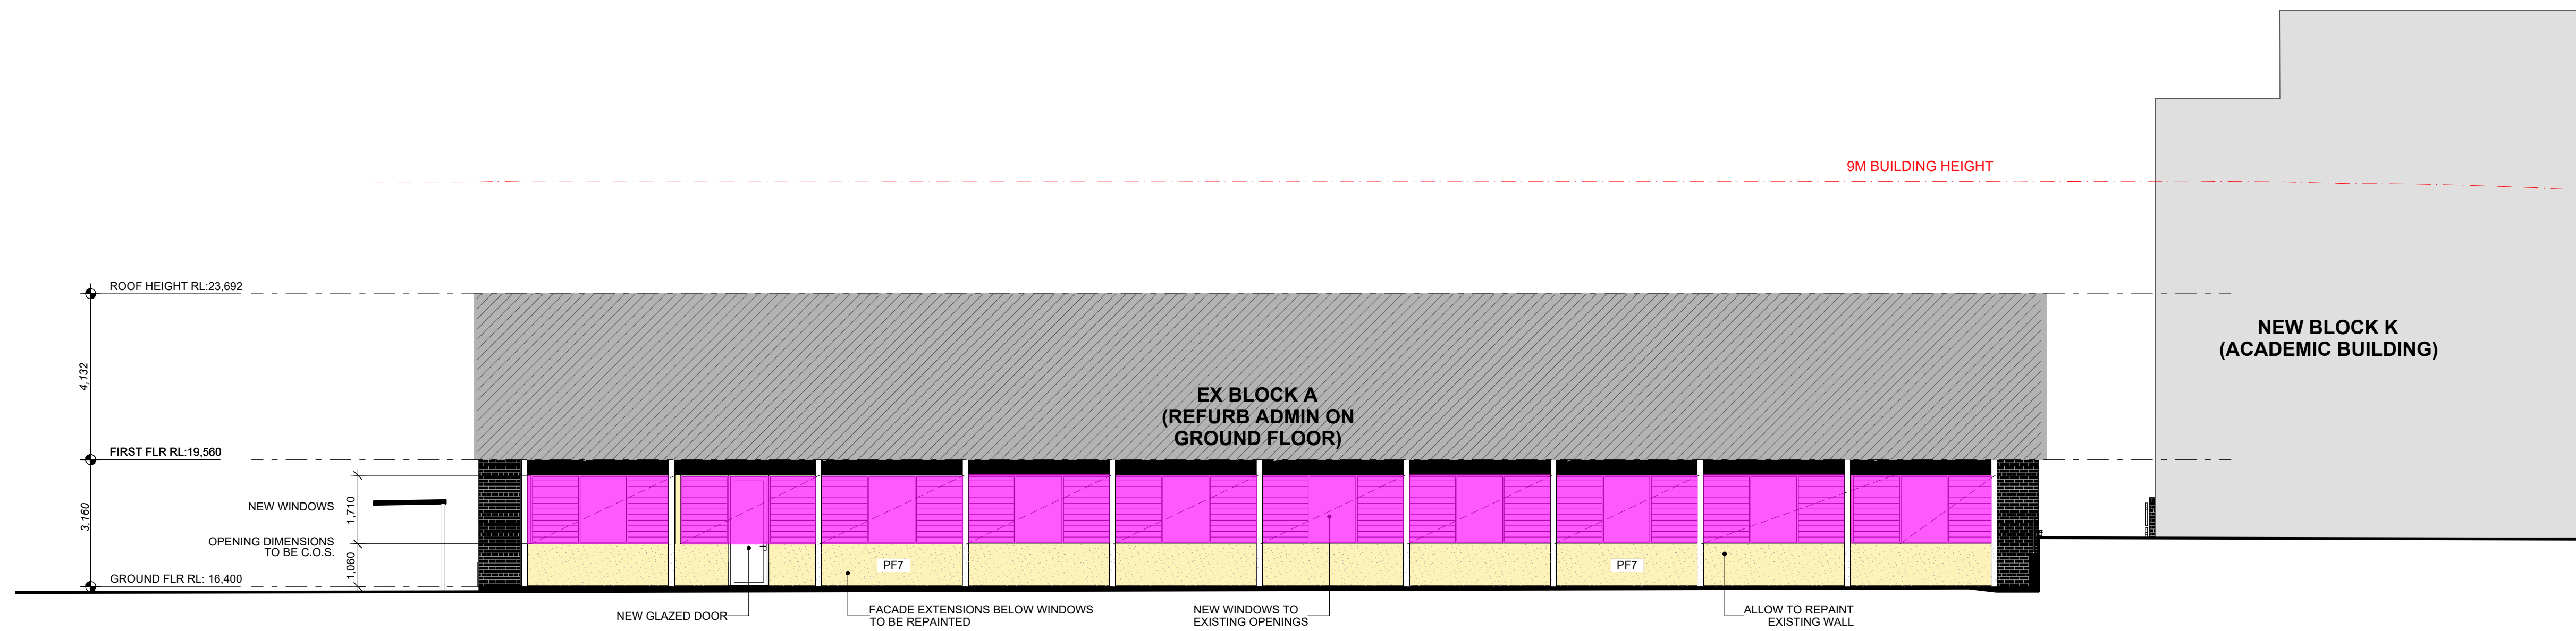 9M BUILDING HEIGHT
ROOF HEIGHT RL:23,692
NEW BLOCK K
(ACADEMIC BUILDING)
4,132
EX BLOCK A
(REFURB ADMIN ON
GROUND FLOOR)
FIRST FLR RL:19,560
3,160
NEW WINDOWS
1,710
OPENING DIMENSIONS
TO BE C.O.S.
1,060
PF7
PF7
GROUND FLR RL: 16,400
NEW GLAZED DOOR
FACADE EXTENSIONS BELOW WINDOWS
TO BE REPAINTED
NEW WINDOWS TO
EXISTING OPENINGS
ALLOW TO REPAINT
EXISTING WALL